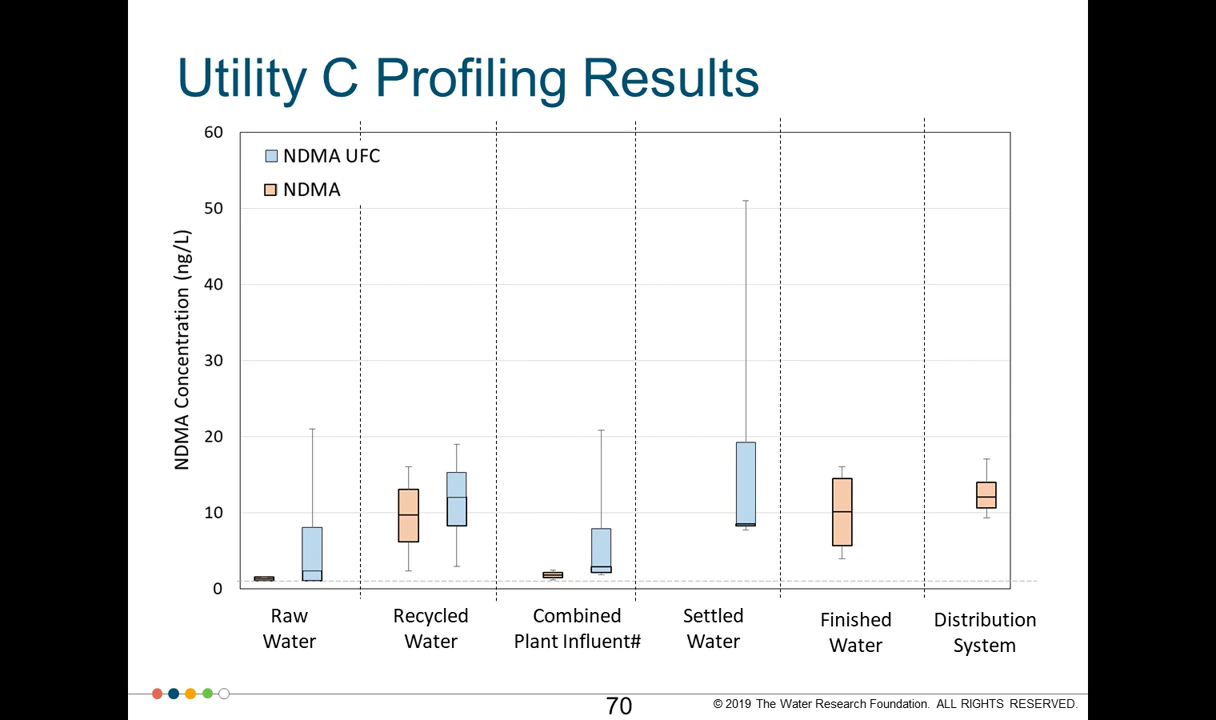 Utility C Profiling Results
60
50
40
30
20
10
0
NDMA Concentration (ng/L)
NDMA UFC
NDMA
Raw
Water
Recycled
Water
Combined
Plant Influent#
Settled
Water
Finished
Water
Distribution
System
70
© 2019 The Water Research Foundation. ALL RIGHTS RESERVED.